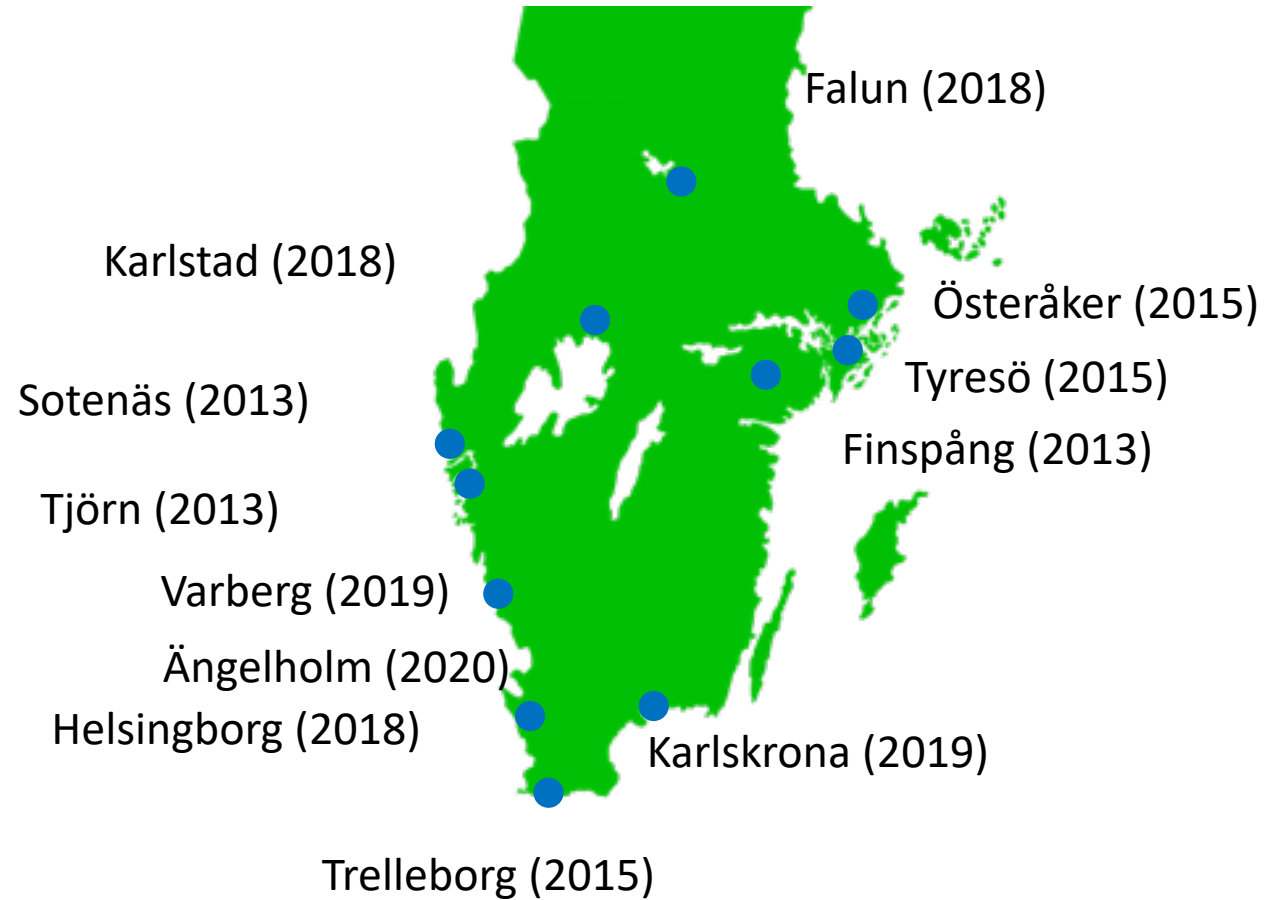 Falun (2018)
Karlstad (2018)
Österåker (2015)
Tyresö (2015)
Sotenäs (2013)
Finspång (2013)
Tjörn (2013)
Varberg (2019)
Ängelholm (2020)
Helsingborg (2018)
Karlskrona (2019)
Trelleborg (2015)